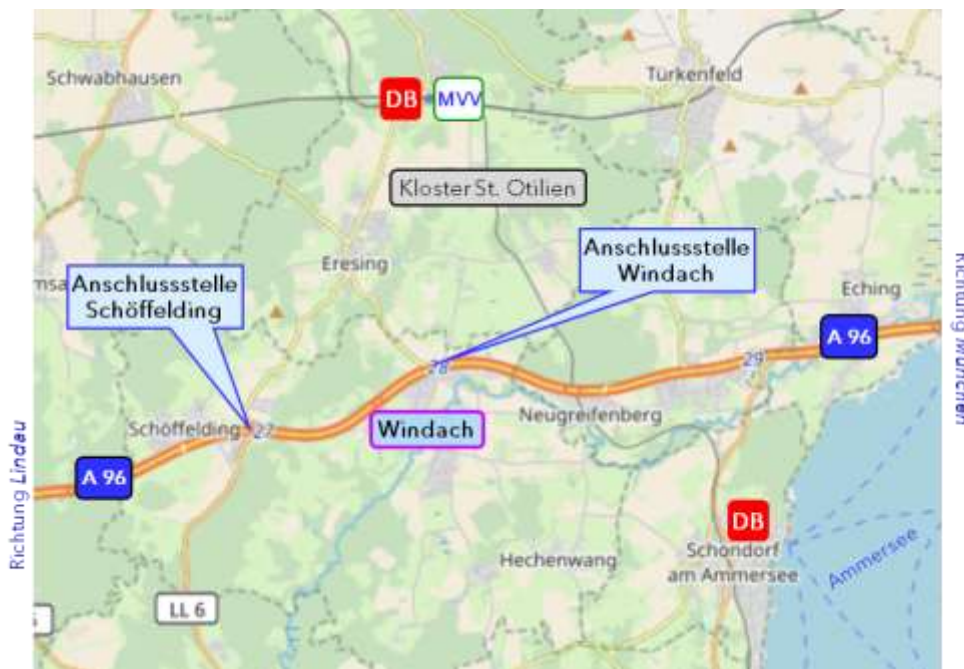 Schwabhausen
DB
MVV
Türkenfeld
Kloster St. Otilien
Anschlussstelle
Windach
Eresing
Anschlussstelle
Schöffelding
Eching
A 96
28
29
Neugreifenberg
Schöffelding
27
Windach
A 96
Richtung Lindau
Richtung München
DB
Schondorf
am Ammersee
Hechenwang
Ammersee
LL 6